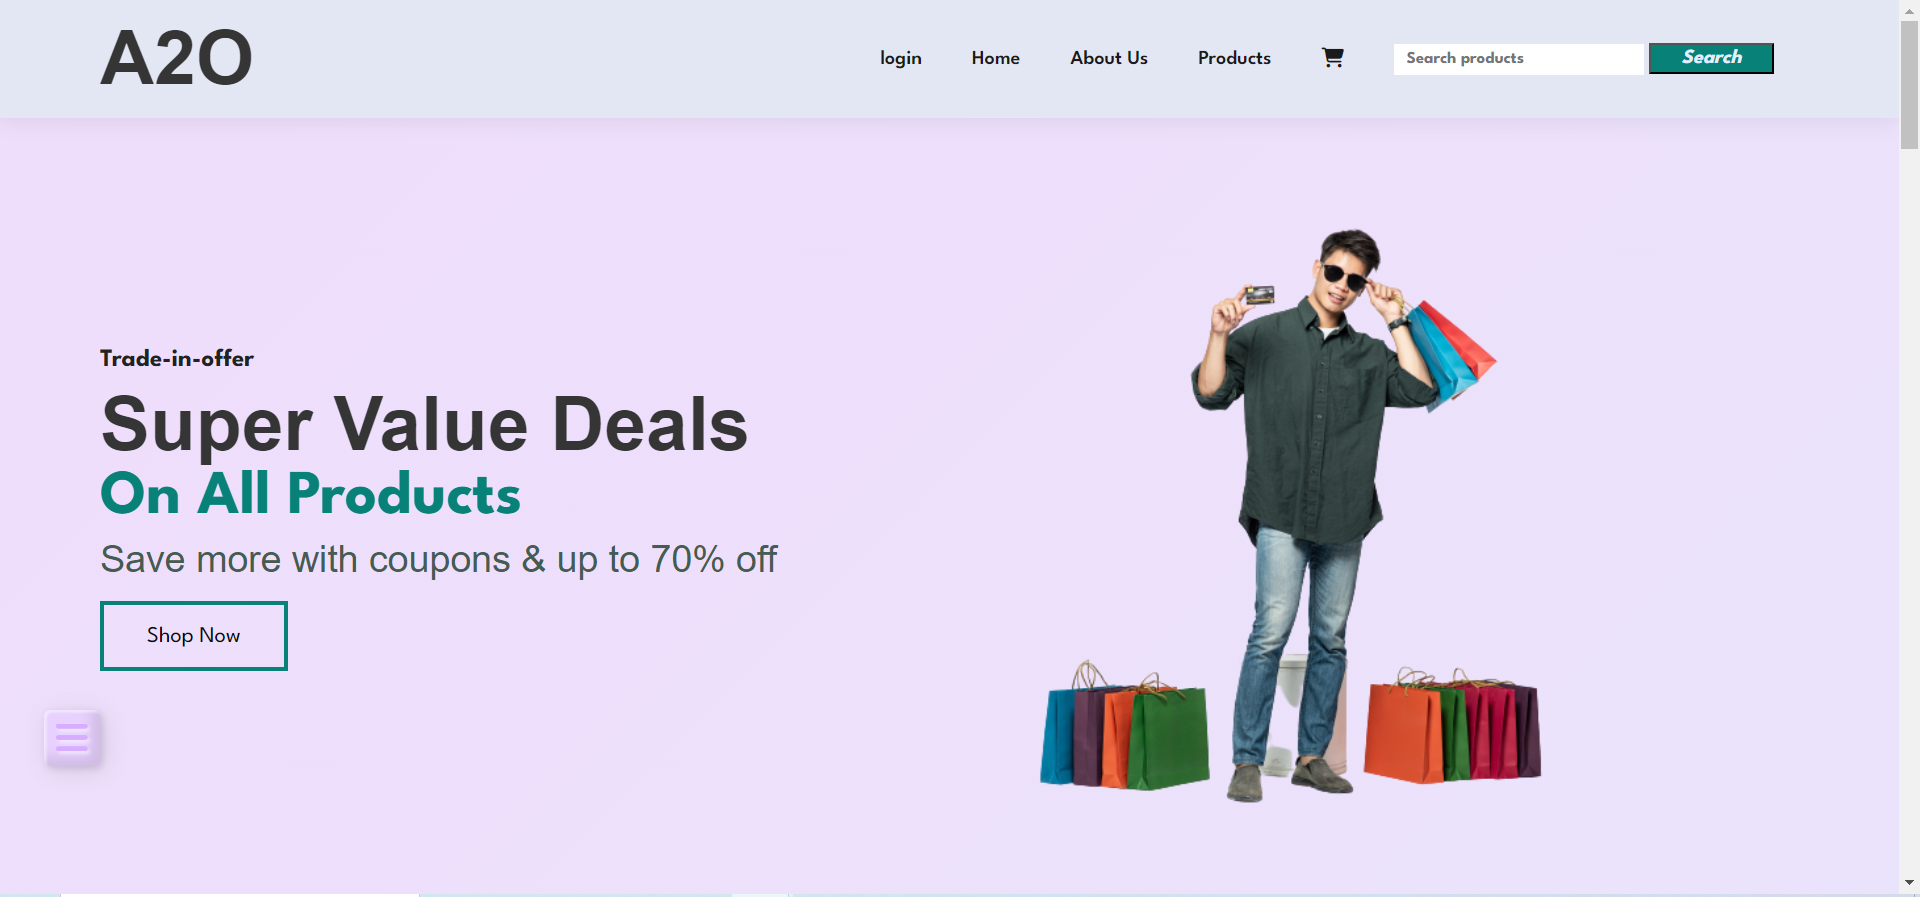 A2O
login Home About Us Products Search products Search
Trade-in-offer
Super Value Deals
On All Products
Save more with coupons & up to 70% off
Shop Now